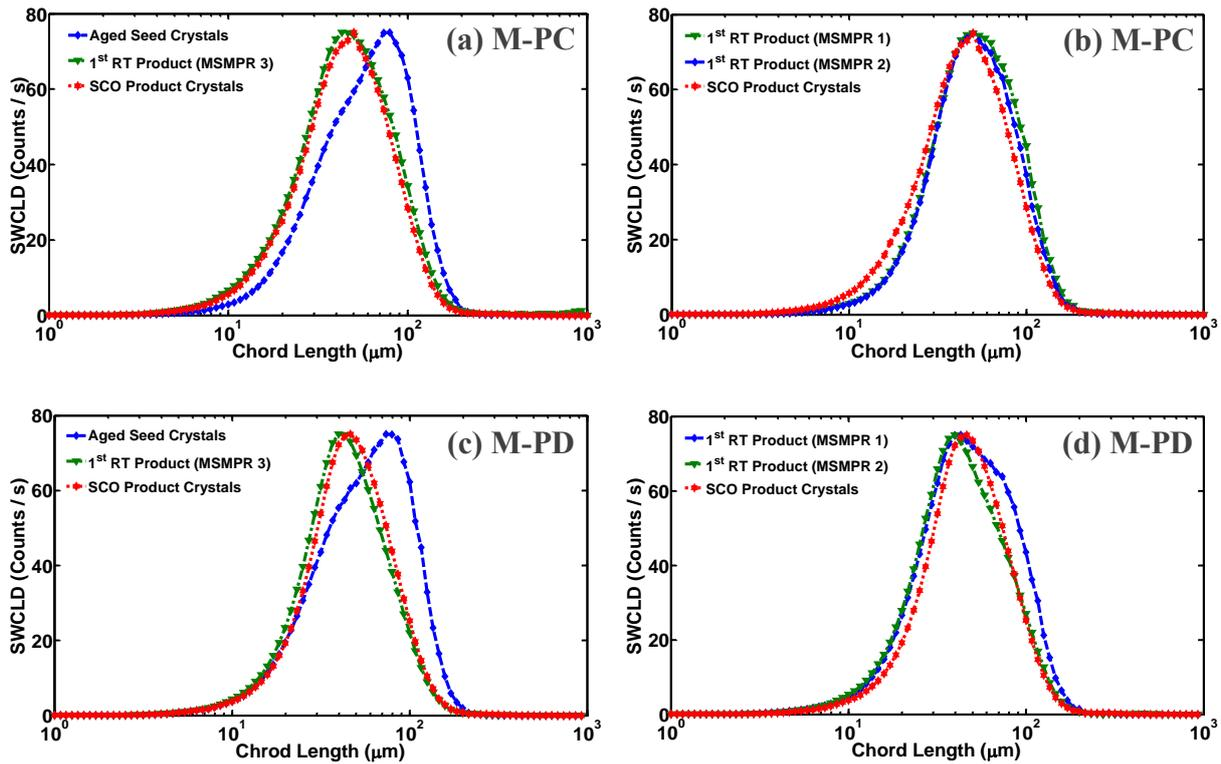 (a) M-PC
Aged Seed Crystals
1st RT Product (MSMPR 3)
SCO Product Crystals
SWCLD (Counts / s)
80
60
40
20
0
10^0
10^1
10^2
10^3
Chord Length (μm)
(b) M-PC
1st RT Product (MSMPR 1)
1st RT Product (MSMPR 2)
SCO Product Crystals
SWCLD (Counts / s)
80
60
40
20
0
10^0
10^1
10^2
10^3
Chord Length (μm)
(c) M-PD
Aged Seed Crystals
1st RT Product (MSMPR 3)
SCO Product Crystals
SWCLD (Counts / s)
80
60
40
20
0
10^0
10^1
10^2
10^3
Chrod Length (μm)
(d) M-PD
1st RT Product (MSMPR 1)
1st RT Product (MSMPR 2)
SCO Product Crystals
SWCLD (Counts / s)
80
60
40
20
0
10^0
10^1
10^2
10^3
Chord Length (μm)